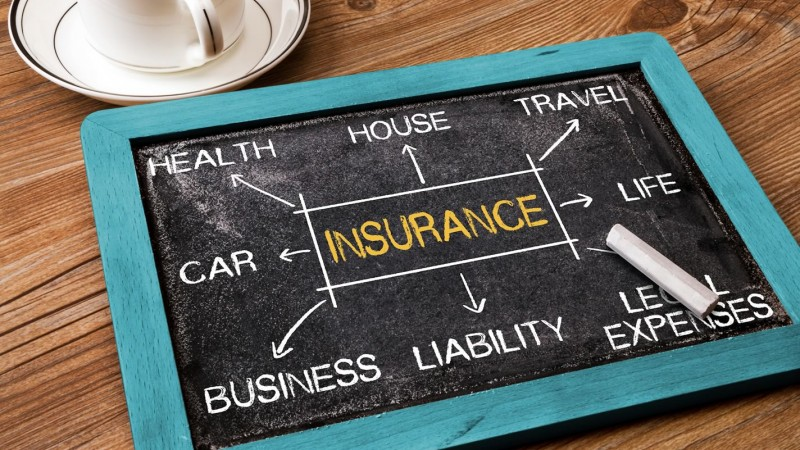 HEALTH
HOUSE
TRAVEL
LIFE
INSURANCE
CAR
BUSINESS
LIABILITY
LEGAL
EXPENSES